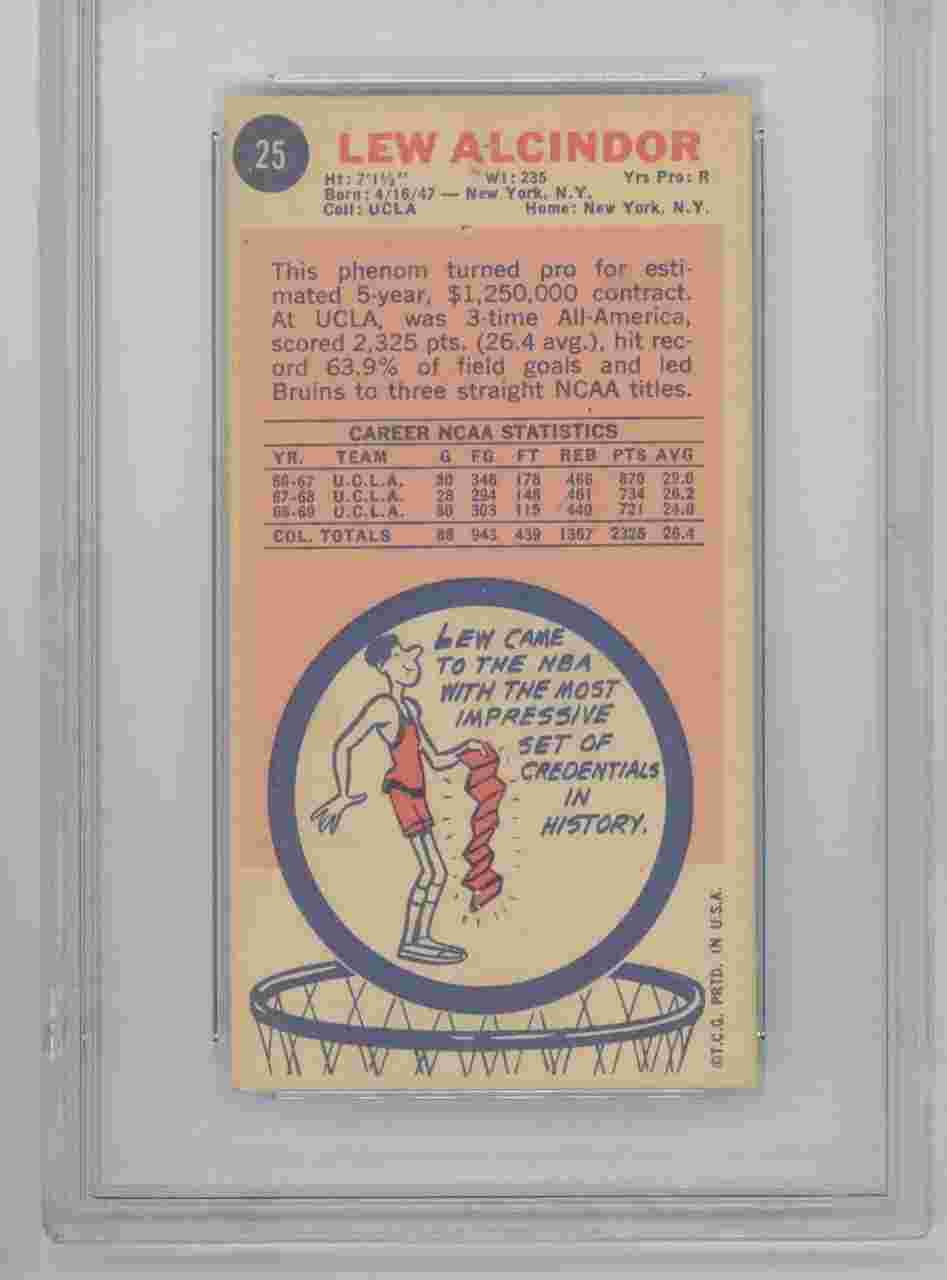 25
LEW ALCINDOR
Ht: 7'1½" Wt: 235 Yrs Pro: R
Born: 4/16/47 — New York, N.Y.
Coll: UCLA Home: New York, N.Y.
This phenom turned pro for esti-
mated 5-year, $1,250,000 contract.
At UCLA, was 3-time All-America,
scored 2,325 pts. (26.4 avg.), hit rec-
ord 63.9% of field goals and led
Bruins to three straight NCAA titles.
CAREER NCAA STATISTICS
YR. TEAM G FG FT REB PTS AVG
66-67 U.C.L.A. 30 346 178 466 870 29.0
67-68 U.C.L.A. 28 294 146 461 734 26.2
68-69 U.C.L.A. 30 303 115 440 721 24.0
COL. TOTALS 88 943 439 1367 2325 26.4
LEW CAME
TO THE NBA
WITH THE MOST
IMPRESSIVE
SET OF
CREDENTIALS
IN
HISTORY.
©T.C.G. PRTD. IN U.S.A.